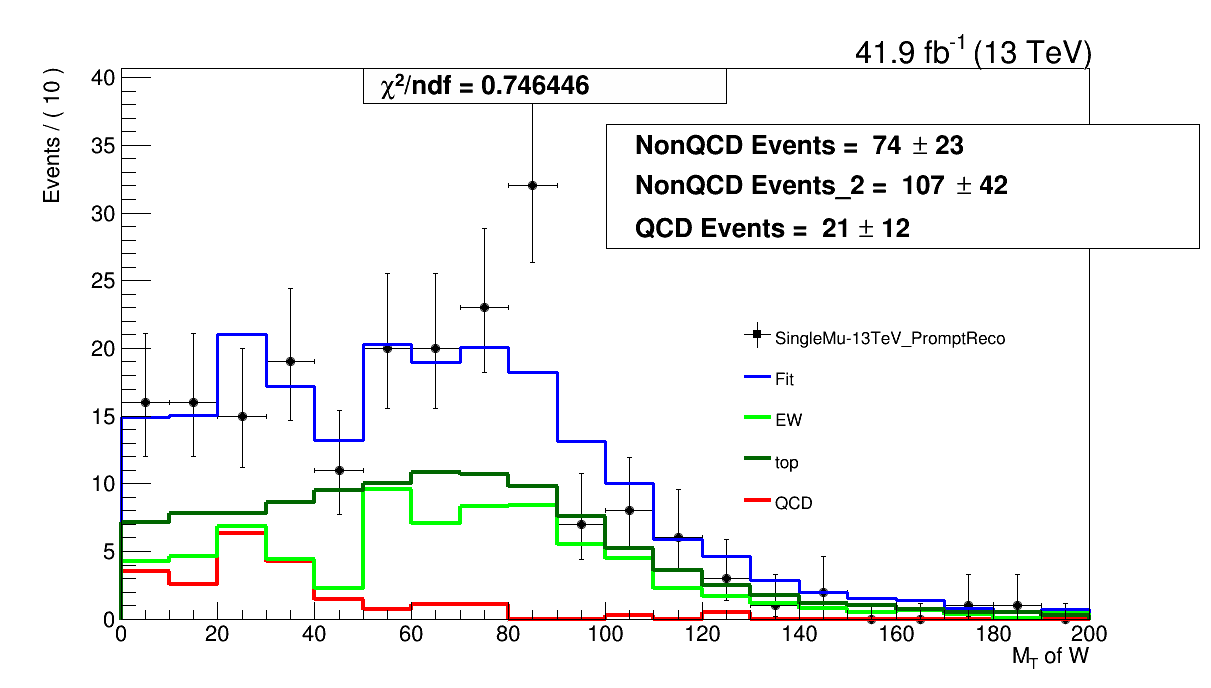 41.9 fb⁻¹ (13 TeV)
χ²/ndf = 0.746446
NonQCD Events = 74 ± 23
NonQCD Events_2 = 107 ± 42
QCD Events = 21 ± 12
Events / ( 10 )
40
35
30
25
20
15
10
5
0
SingleMu-13TeV_PromptReco
Fit
EW
top
QCD
0 20 40 60 80 100 120 140 160 180 200
M_T of W